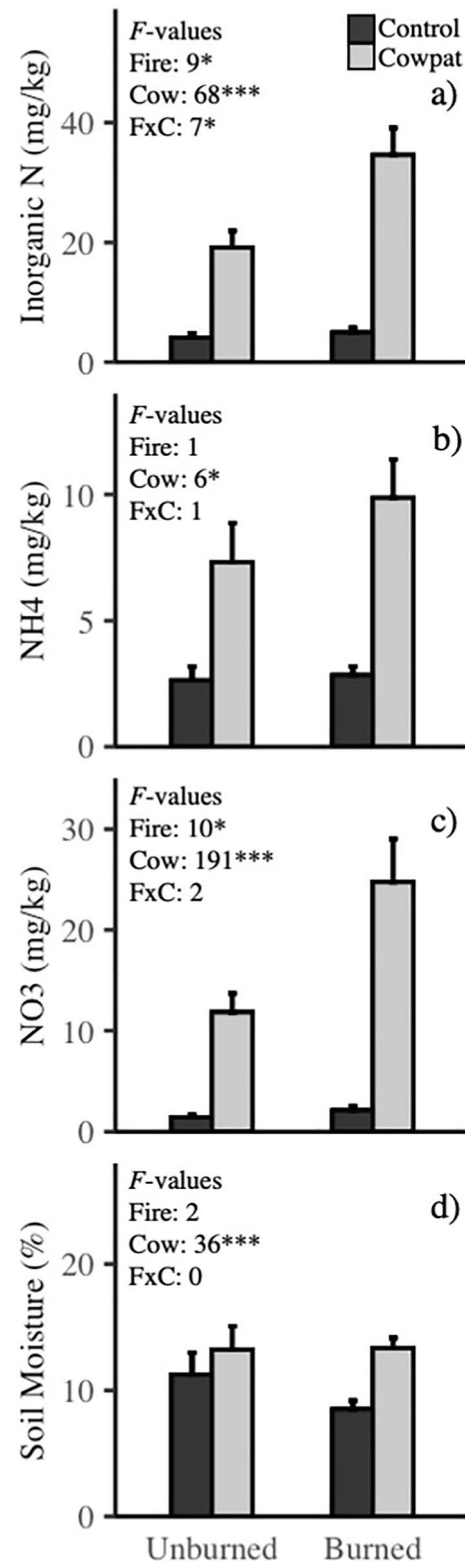 F-values
Fire: 9*
Cow: 68***
FxC: 7*
Control
Cowpat
a)
Inorganic N (mg/kg)
40
20
0
F-values
Fire: 1
Cow: 6*
FxC: 1
b)
NH4 (mg/kg)
10
5
0
F-values
Fire: 10*
Cow: 191***
FxC: 2
c)
NO3 (mg/kg)
30
20
10
0
F-values
Fire: 2
Cow: 36***
FxC: 0
d)
Soil Moisture (%)
20
10
0
Unburned Burned